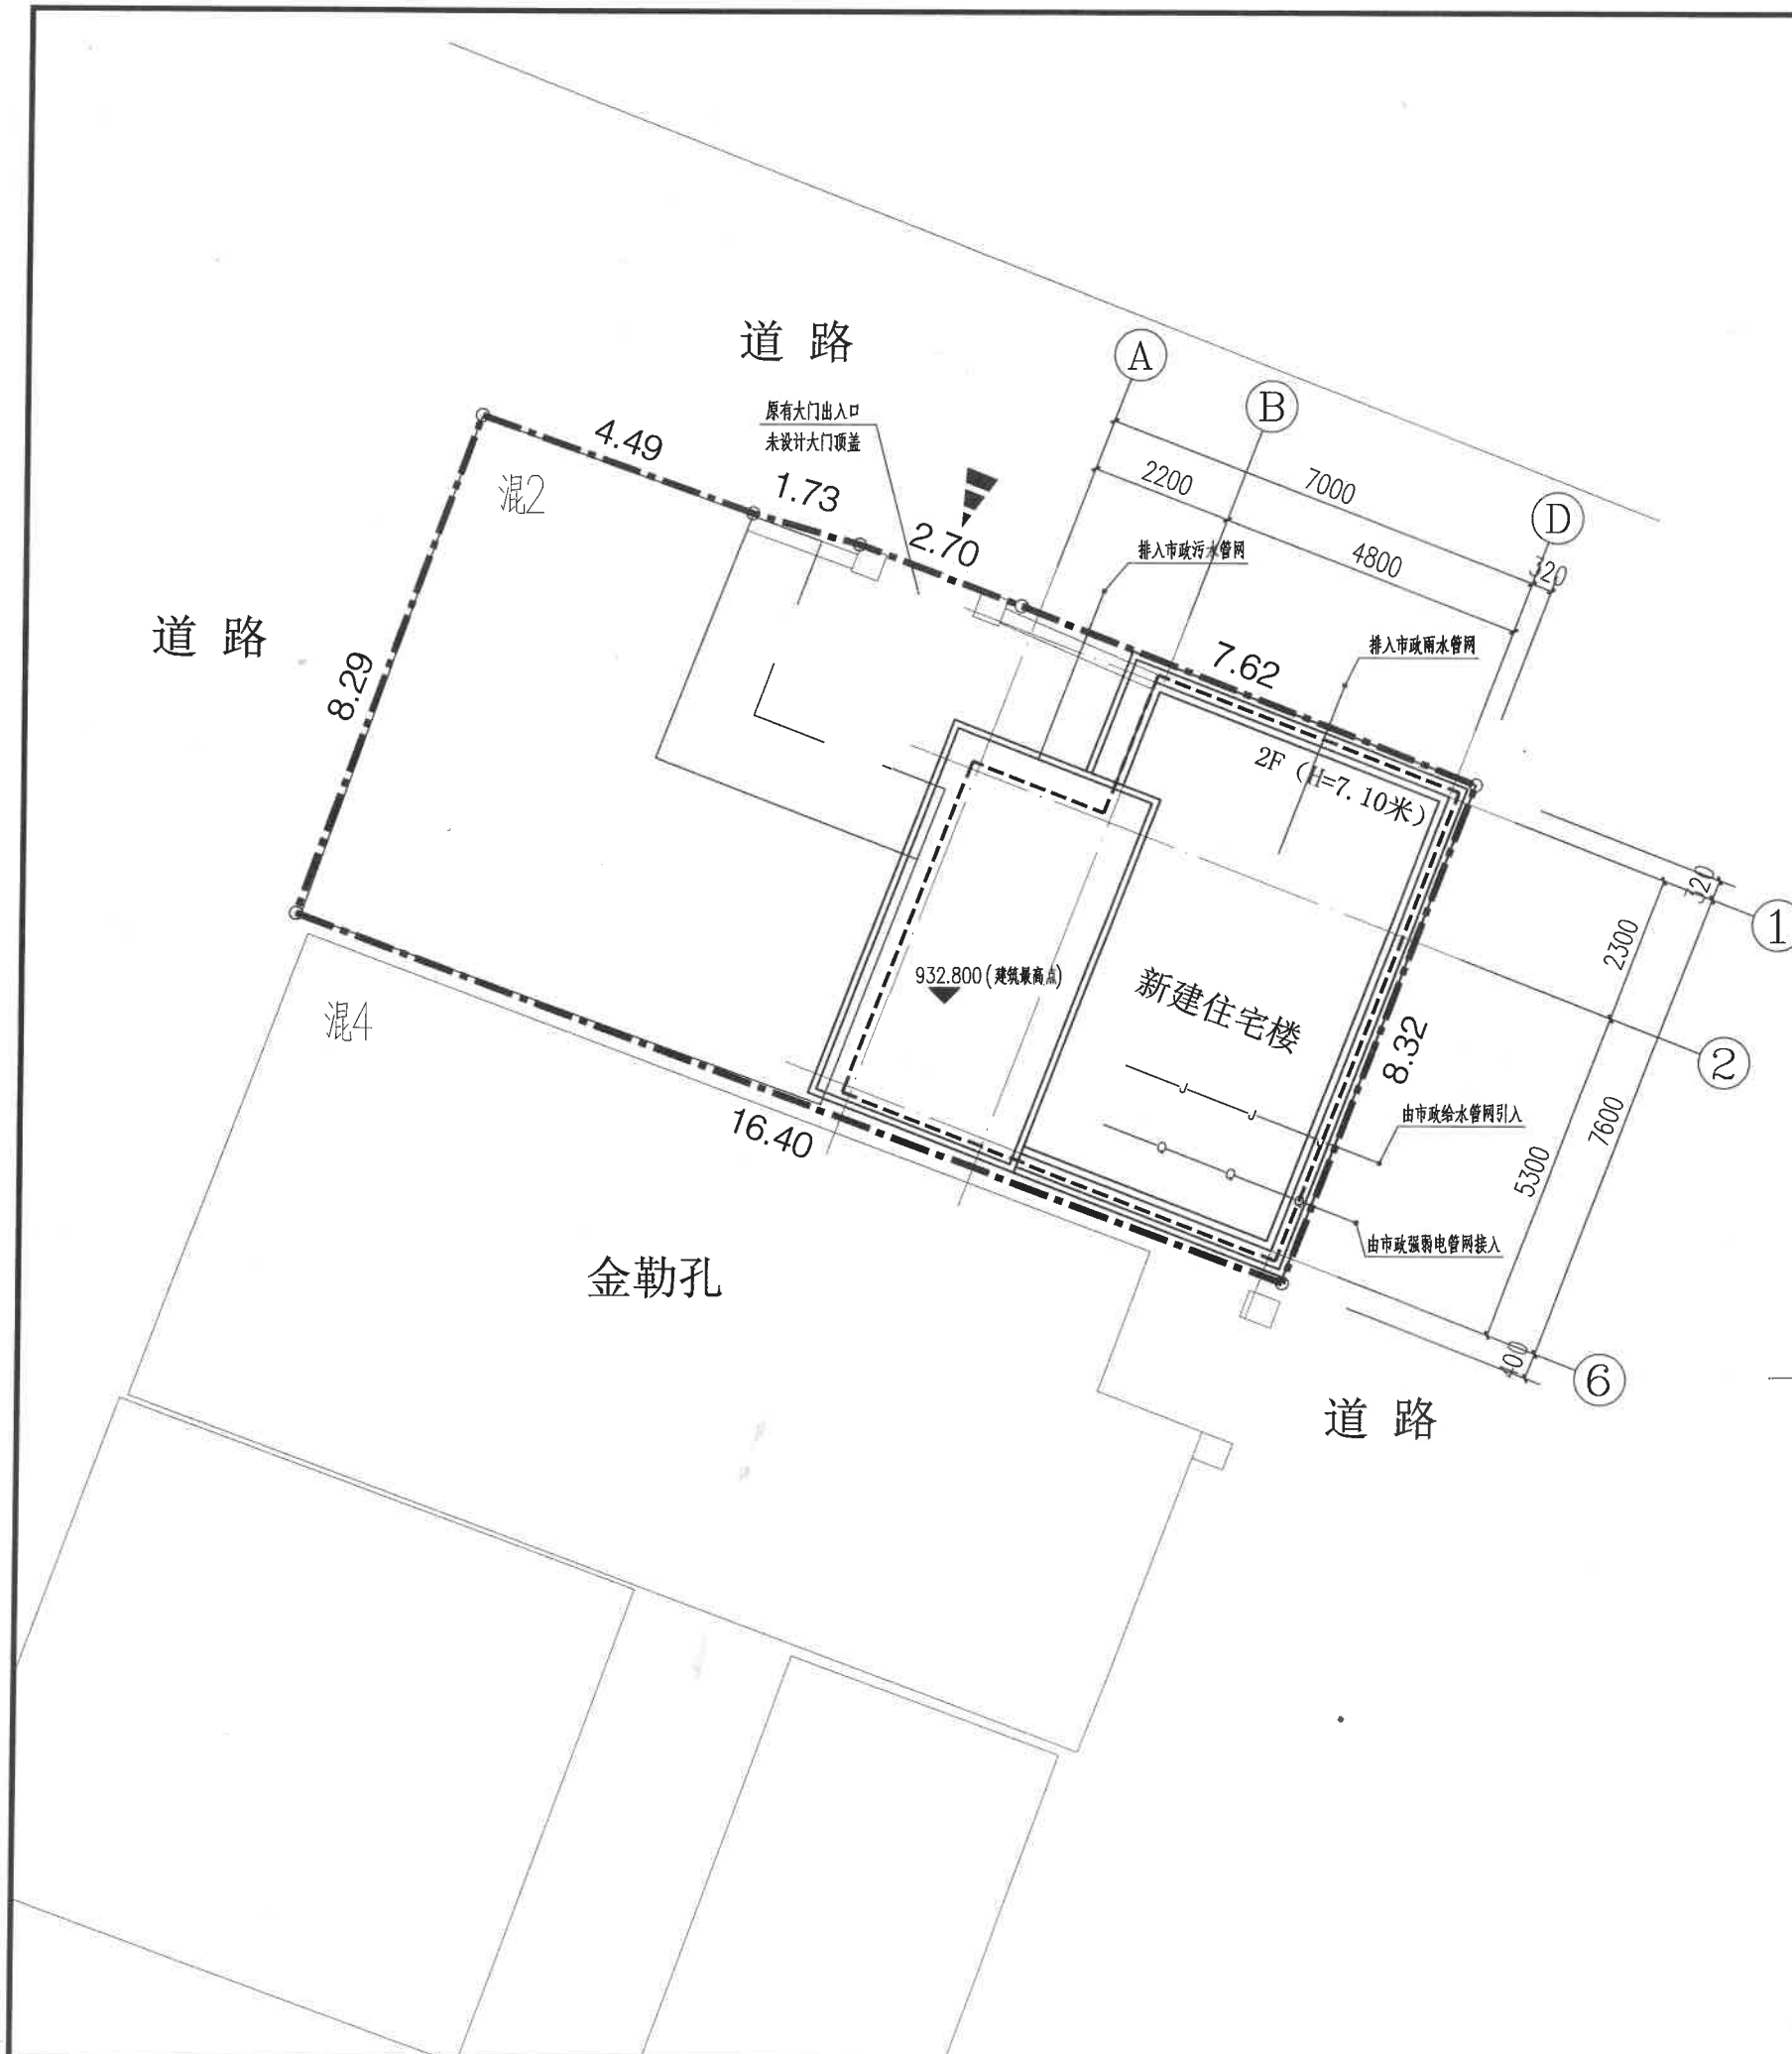 道 路
A
B
原有大门出入口
未设计大门顶盖
4.49
混2
1.73
2.70
2200
7000
D
4800
320
排入市政污水管网
道 路
8.29
7.62
排入市政雨水管网
2F（H=7.10米）
320
1
2300
932.800(建筑最高点)
新建住宅楼
混4
8.32
2
J
J
J
由市政给水管网引入
16.40
7600
5300
由市政强弱电管网接入
金勒孔
400
6
道 路